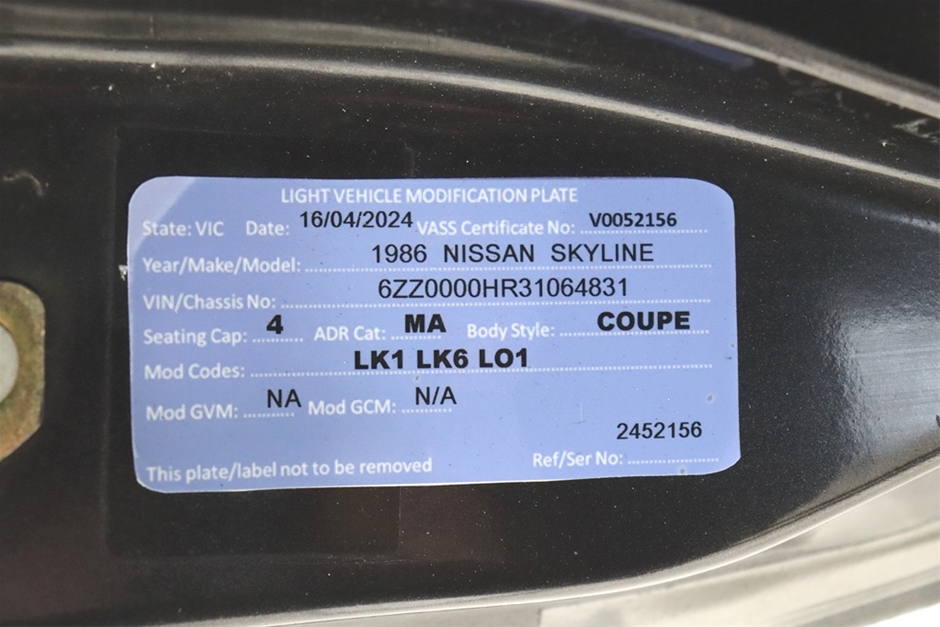 LIGHT VEHICLE MODIFICATION PLATE
State: VIC Date: 16/04/2024 VASS Certificate No: V0052156
Year/Make/Model: 1986 NISSAN SKYLINE
VIN/Chassis No: 6ZZ0000HR31064831
Seating Cap: 4 ADR Cat: MA Body Style: COUPE
Mod Codes: LK1 LK6 LO1
Mod GVM: NA Mod GCM: N/A
2452156
This plate/label not to be removed Ref/Ser No: